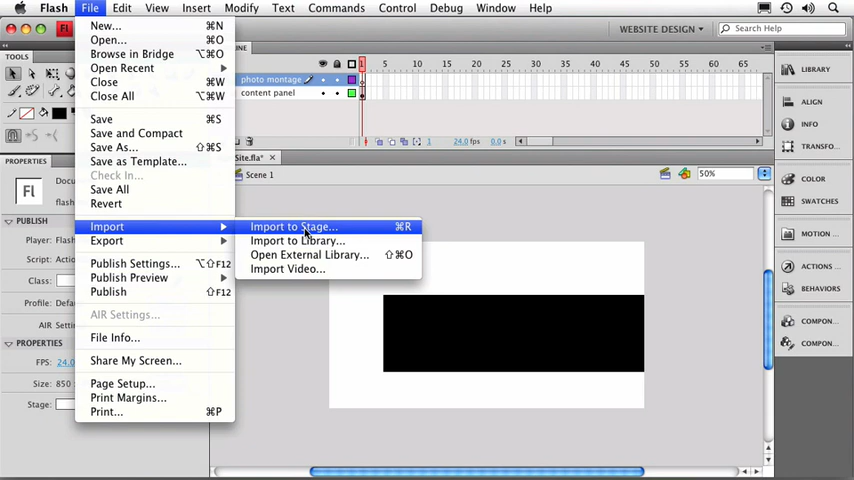 Flash File Edit View Insert Modify Text Commands Control Debug Window Help
WEBSITE DESIGN
Search Help
TOOLS
PROPERTIES
Fl
PUBLISH
Player: Flash
Class:
Profile:
PROPERTIES
FPS: 24.0
Size: 850
Stage:
New... ⌘N
Open... ⌘O
Browse in Bridge ⌥⌘O
Open Recent
Close ⌘W
Close All ⌥⌘W
Save ⌘S
Save and Compact
Save As... ⇧⌘S
Save as Template...
Check In...
Save All
Revert
Import
Export
Publish Settings... ⌥⇧F12
Publish Preview
Publish ⇧F12
AIR Settings...
File Info...
Share My Screen...
Page Setup...
Print Margins...
Print... ⌘P
Import to Stage... ⌘R
Import to Library...
Open External Library... ⇧⌘O
Import Video...
1 5 10 15 20 25 30 35 40 45 50 55 60 65
photo montage
content panel
1 24.0 fps 0.0 s
Site.fla*
Scene 1
50%
LIBRARY
ALIGN
INFO
TRANSFO...
COLOR
SWATCHES
MOTION ...
ACTIONS ...
BEHAVIORS
COMPON...
COMPON...